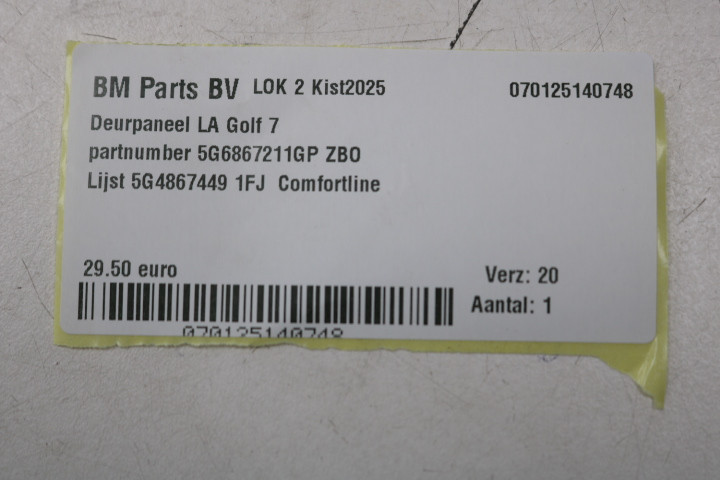 BM Parts BV LOK 2 Kist2025 070125140748
Deurpaneel LA Golf 7
partnumber 5G6867211GP ZBO
Lijst 5G4867449 1FJ Comfortline
29.50 euro Verz: 20
Aantal: 1
070125140748